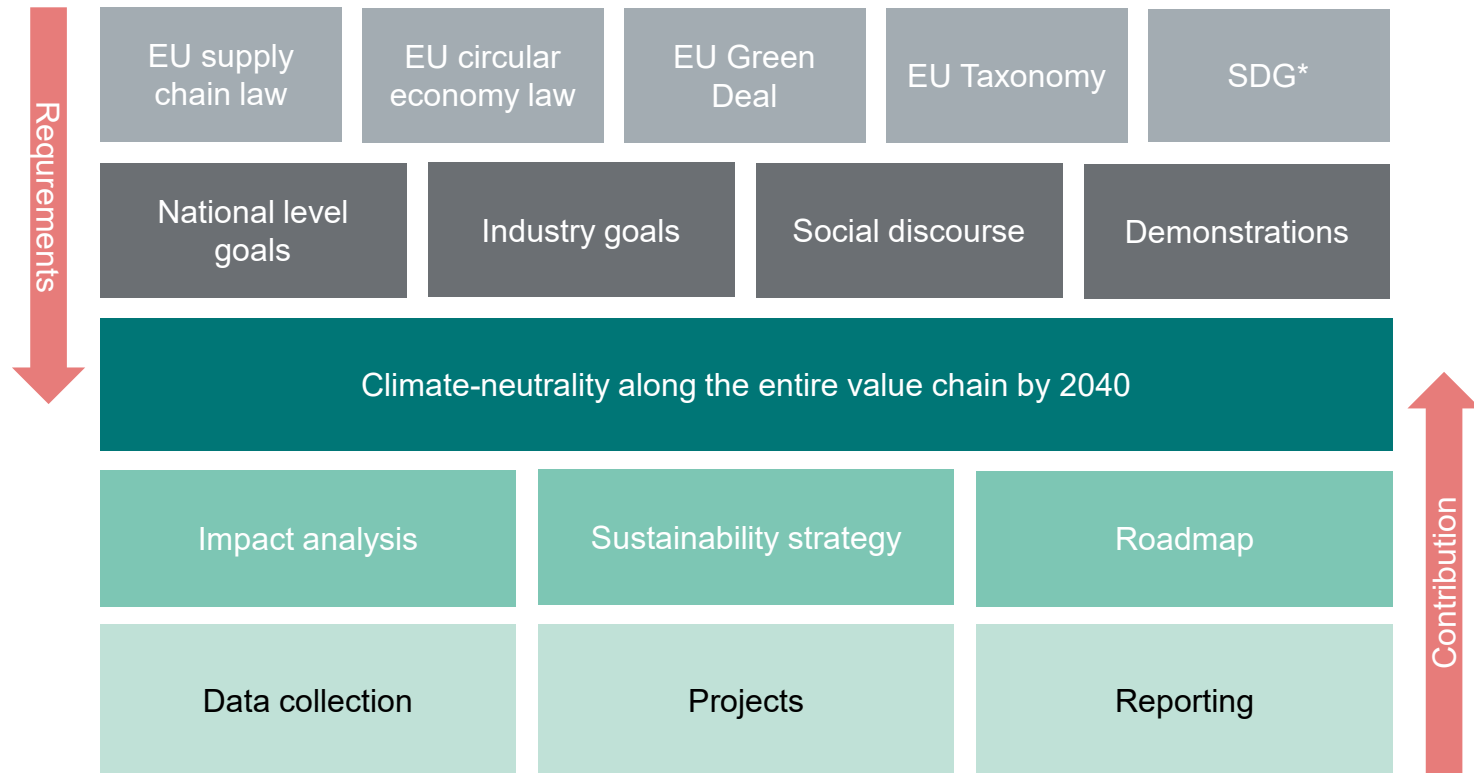 Requrements
EU supply
chain law
EU circular
economy law
EU Green
Deal
EU Taxonomy
SDG*
National level
goals
Industry goals
Social discourse
Demonstrations
Climate-neutrality along the entire value chain by 2040
Impact analysis
Sustainability strategy
Roadmap
Data collection
Projects
Reporting
Contribution